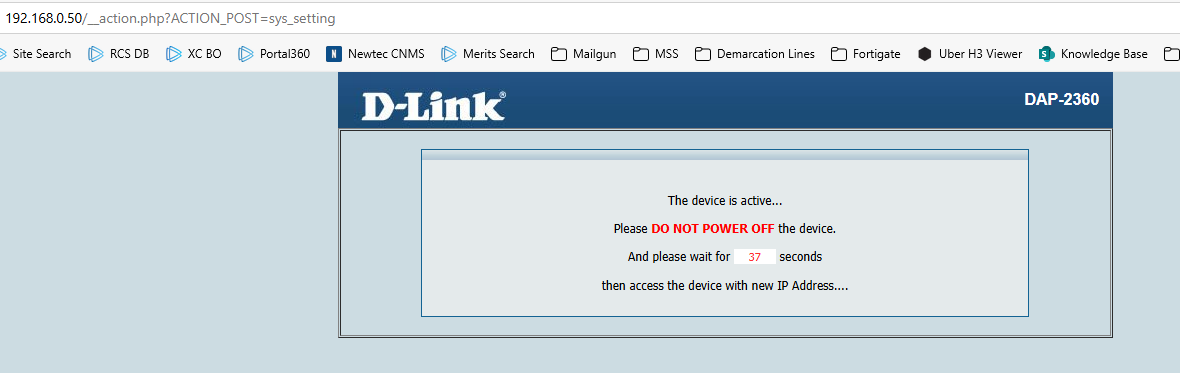 192.168.0.50/__action.php?ACTION_POST=sys_setting
Site Search RCS DB XC BO Portal360 N Newtec CNMS Merits Search Mailgun MSS Demarcation Lines Fortigate Uber H3 Viewer S Knowledge Base
D-Link® DAP-2360
The device is active...
Please DO NOT POWER OFF the device.
And please wait for 37 seconds
then access the device with new IP Address....